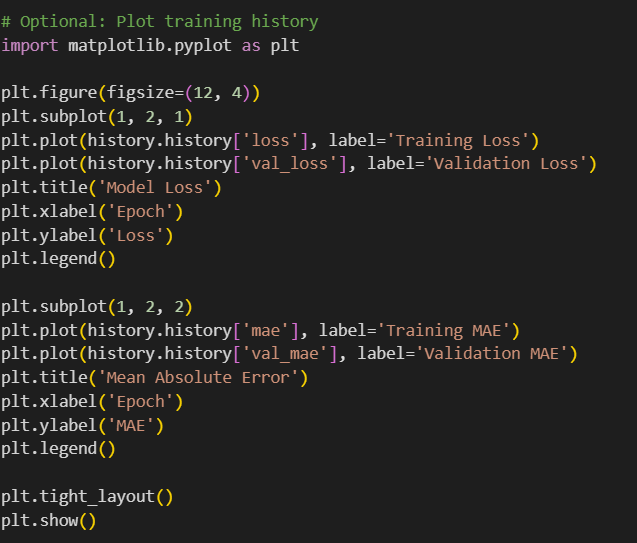 # Optional: Plot training history
import matplotlib.pyplot as plt

plt.figure(figsize=(12, 4))
plt.subplot(1, 2, 1)
plt.plot(history.history['loss'], label='Training Loss')
plt.plot(history.history['val_loss'], label='Validation Loss')
plt.title('Model Loss')
plt.xlabel('Epoch')
plt.ylabel('Loss')
plt.legend()

plt.subplot(1, 2, 2)
plt.plot(history.history['mae'], label='Training MAE')
plt.plot(history.history['val_mae'], label='Validation MAE')
plt.title('Mean Absolute Error')
plt.xlabel('Epoch')
plt.ylabel('MAE')
plt.legend()

plt.tight_layout()
plt.show()